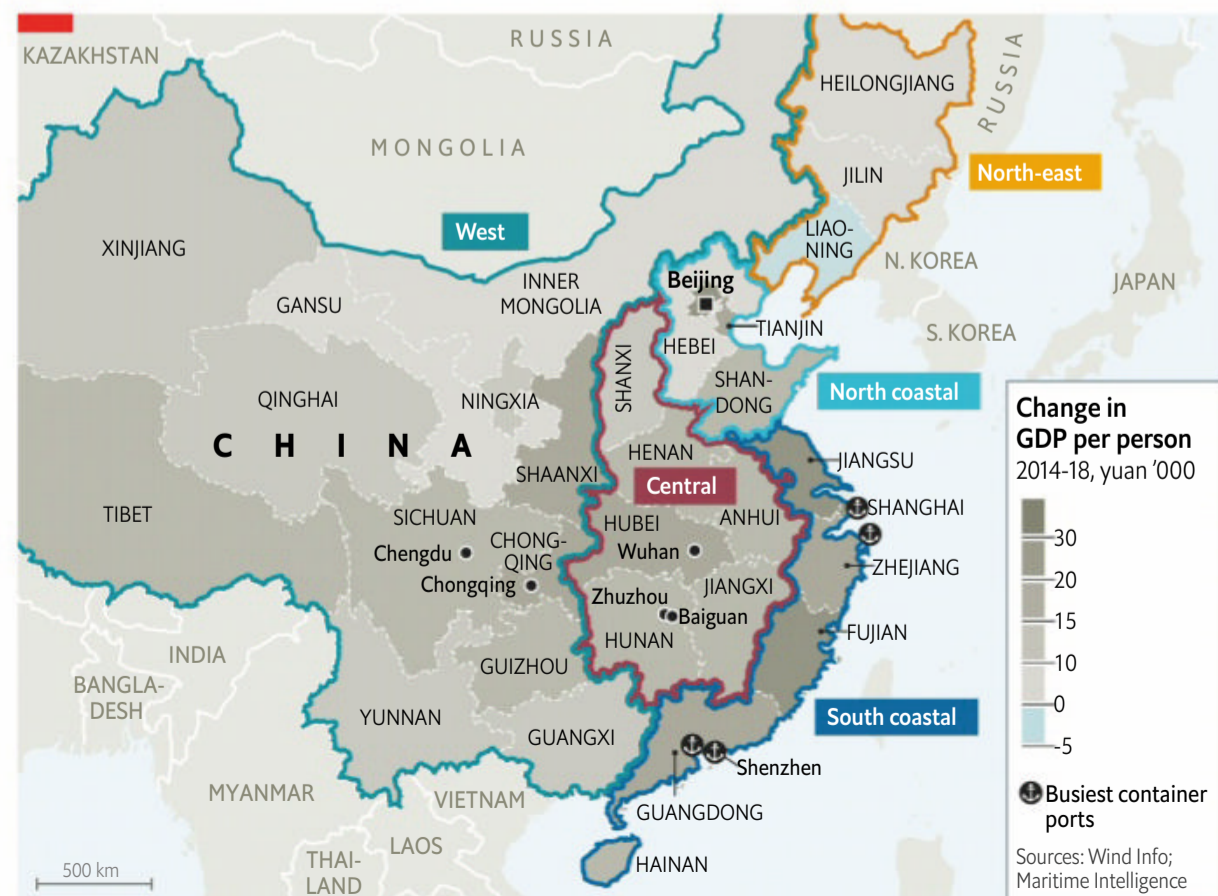 KAZAKHSTAN
RUSSIA
RUSSIA
MONGOLIA
HEILONGJIANG
JILIN
North-east
LIAO-
NING
N. KOREA
S. KOREA
JAPAN
West
XINJIANG
GANSU
INNER
MONGOLIA
Beijing
TIANJIN
HEBEI
SHANXI
SHAN-
DONG
North coastal
QINGHAI
NINGXIA
CHINA
SHAANXI
HENAN
Central
JIANGSU
SHANGHAI
TIBET
SICHUAN
Chengdu
CHONG-
QING
Chongqing
HUBEI
Wuhan
ANHUI
ZHEJIANG
Zhuzhou
JIANGXI
Baiguan
HUNAN
FUJIAN
INDIA
BANGLA-
DESH
GUIZHOU
YUNNAN
GUANGXI
South coastal
Shenzhen
GUANGDONG
HAINAN
MYANMAR
VIETNAM
LAOS
THAI-
LAND
500 km
Change in
GDP per person
2014-18, yuan '000
30
20
15
10
0
-5
Busiest container
ports
Sources: Wind Info;
Maritime Intelligence